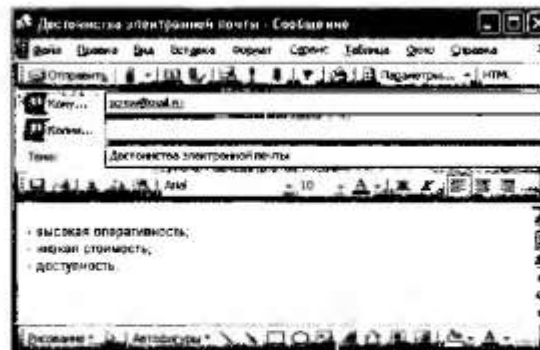 Достоинства электронной почты - Сообщение
Файл Правка Вид Вставка Формат Сервис Таблица Окно Справка
Отправить Параметры... HTML
Кому...
Копия...
Тема: Достоинства электронной почты
Arial 10 Ж К
- высокая оперативность;
- низкая стоимость;
- доступность.
Рисование Автофигуры